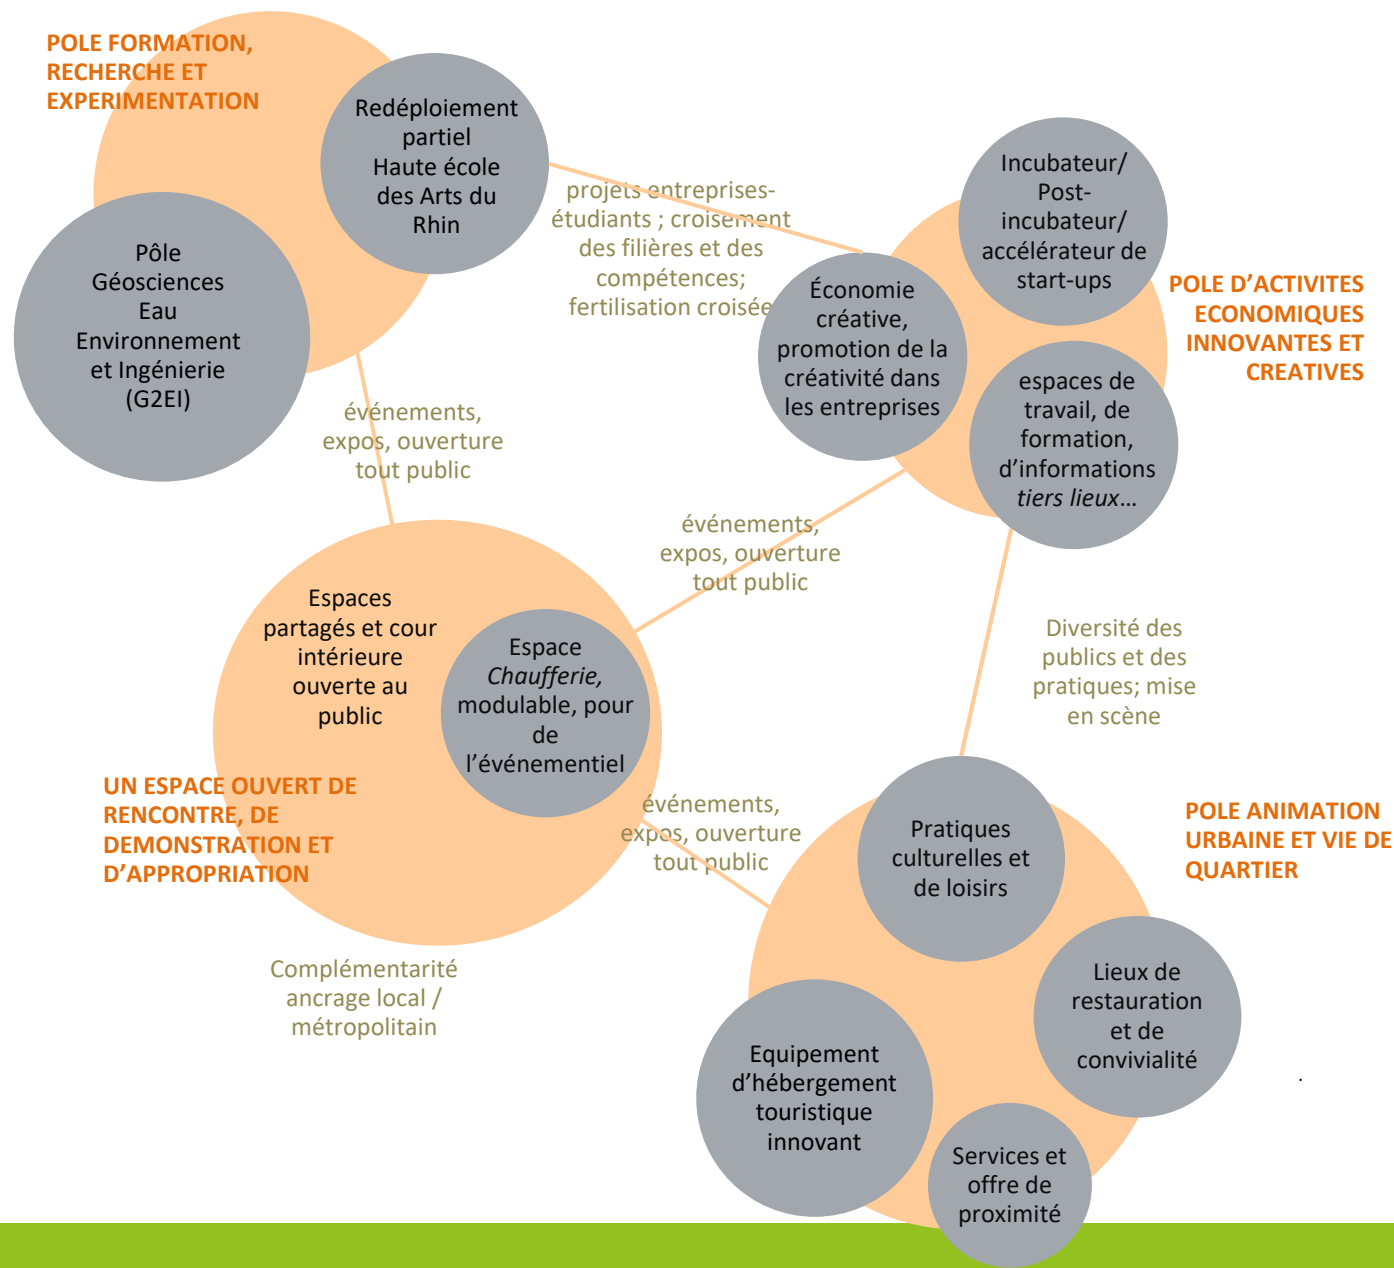 POLE FORMATION,
RECHERCHE ET
EXPERIMENTATION
Redéploiement
partiel
Haute école
des Arts du
Rhin
Pôle
Géosciences
Eau
Environnement
et Ingénierie
(G2EI)
projets entreprises-
étudiants ; croisement
des filières et des
compétences;
fertilisation croisée
Incubateur/
Post-
incubateur/
accélérateur de
start-ups
Économie
créative,
promotion de la
créativité dans
les entreprises
espaces de
travail, de
formation,
d’informations
tiers lieux…
POLE D’ACTIVITES
ECONOMIQUES
INNOVANTES ET
CREATIVES
événements,
expos, ouverture
tout public
événements,
expos, ouverture
tout public
Espaces
partagés et cour
intérieure
ouverte au
public
Espace
Chaufferie,
modulable, pour
de
l’événementiel
UN ESPACE OUVERT DE
RENCONTRE, DE
DEMONSTRATION ET
D’APPROPRIATION
Diversité des
publics et des
pratiques; mise
en scène
événements,
expos, ouverture
tout public
Complémentarité
ancrage local /
métropolitain
Pratiques
culturelles et
de loisirs
POLE ANIMATION
URBAINE ET VIE DE
QUARTIER
Lieux de
restauration
et de
convivialité
Equipement
d’hébergement
touristique
innovant
Services et
offre de
proximité
.